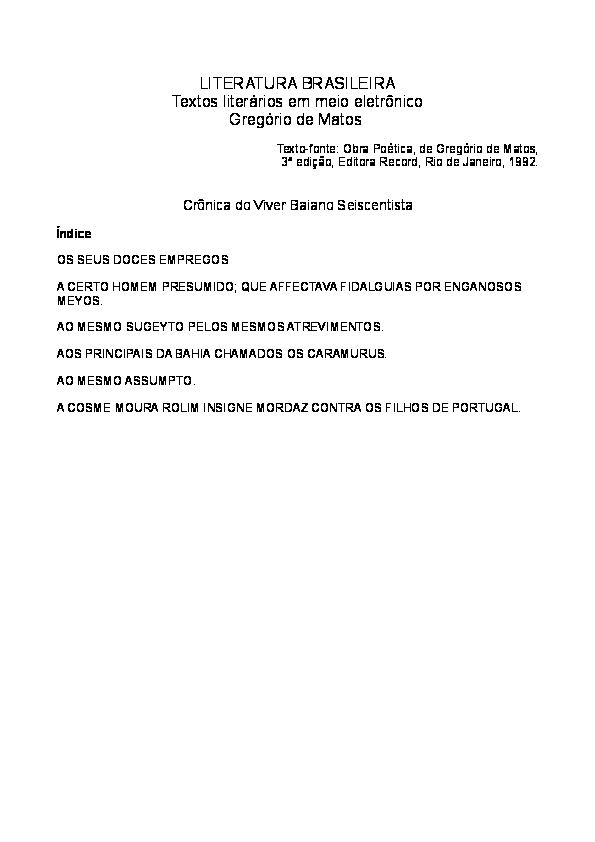 LITERATURA BRASILEIRA
Textos literários em meio eletrônico
Gregório de Matos
Texto-fonte: Obra Poética, de Gregório de Matos,
3ª edição, Editora Record, Rio de Janeiro, 1992.
Crônica do Viver Baiano Seiscentista
Índice
OS SEUS DOCES EMPREGOS
A CERTO HOMEM PRESUMIDO; QUE AFFECTAVA FIDALGUIAS POR ENGANOSOS
MEYOS.
AO MESMO SUGEYTO PELOS MESMOS ATREVIMENTOS.
AOS PRINCIPAIS DA BAHIA CHAMADOS OS CARAMURUS.
AO MESMO ASSUMPTO.
A COSME MOURA ROLIM INSIGNE MORDAZ CONTRA OS FILHOS DE PORTUGAL.